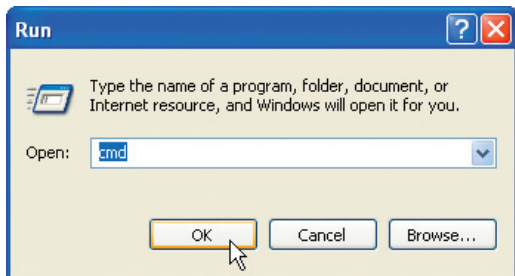 Run
Type the name of a program, folder, document, or
Internet resource, and Windows will open it for you.
Open: cmd
OK Cancel Browse...